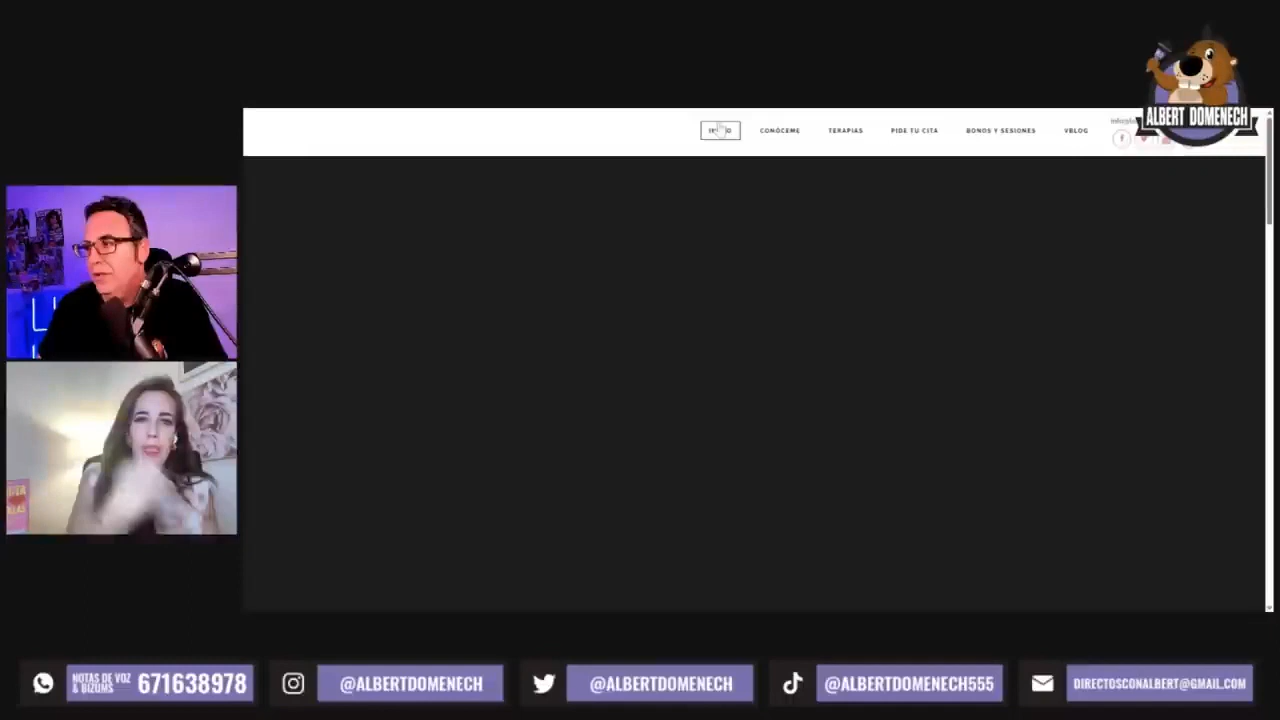 CONÓCEME
TERAPIAS
PIDE TU CITA
BONOS Y SESIONES
VBLOG
ALBERT DOMENECH
NOTAS DE VOZ
& BIZUMS
671638978
@ALBERTDOMENECH
@ALBERTDOMENECH
@ALBERTDOMENECH555
DIRECTOSCONALBERT@GMAIL.COM